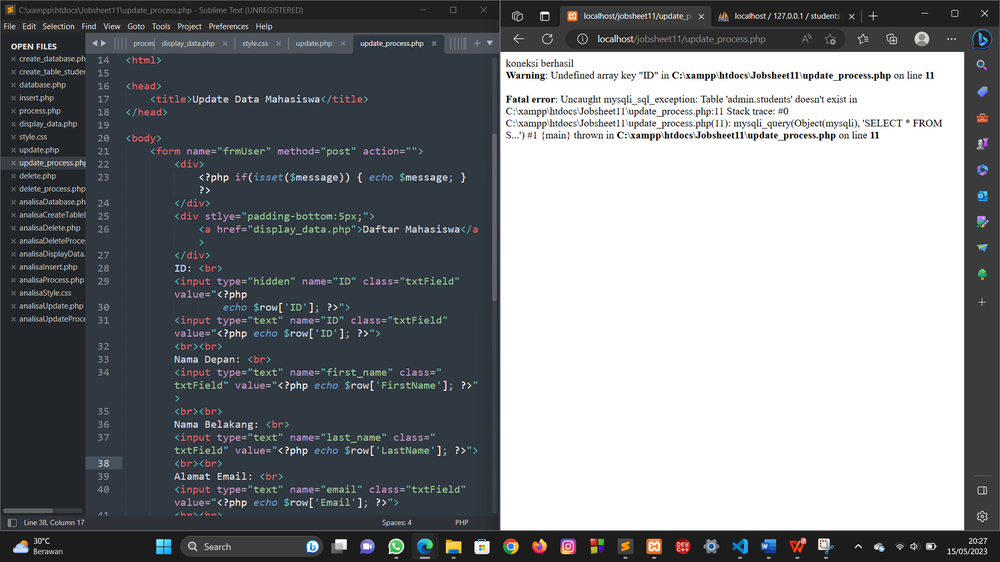 C:\xampp\htdocs\Jobsheet11\update_process.php - Sublime Text (UNREGISTERED)
File Edit Selection Find View Goto Tools Project Preferences Help
OPEN FILES
create_database.ph
create_table_studer
database.php
insert.php
process.php
display_data.php
style.css
update.php
update_process.php
delete.php
delete_process.php
analisaDatabase.ph
analisaCreateTablel
analisaDelete.php
analisaDeleteProces
analisaDisplayData.
analisaInsert.php
analisaProcess.php
analisaStyle.css
analisaUpdate.php
analisaUpdateProce
proces display_data.php style.css update.php update_process.php
14 <html>
15
16 <head>
17 <title>Update Data Mahasiswa</title>
18 </head>
19
20 <body>
21 <form name="frmUser" method="post" action="">
22 <div>
23 <?php if(isset($message)) { echo $message; }
?>
24 </div>
25 <div stlye="padding-bottom:5px;">
26 <a href="display_data.php">Daftar Mahasiswa</a
>
27 </div>
28 ID: <br>
29 <input type="hidden" name="ID" class="txtField"
value="<?php
30 echo $row['ID']; ?>">
31 <input type="text" name="ID" class="txtField"
value="<?php echo $row['ID']; ?>">
32 <br><br>
33 Nama Depan: <br>
34 <input type="text" name="first_name" class="
txtField" value="<?php echo $row['FirstName']; ?>"
>
35 <br><br>
36 Nama Belakang: <br>
37 <input type="text" name="last_name" class="
txtField" value="<?php echo $row['LastName']; ?>">
38 <br><br>
39 Alamat Email: <br>
40 <input type="text" name="email" class="txtField"
value="<?php echo $row['Email']; ?>">
41 <br><br>
Line 38, Column 17 Spaces: 4 PHP
localhost/jobsheet11/update_p localhost / 127.0.0.1 / students
localhost/jobsheet11/update_process.php
koneksi berhasil
Warning: Undefined array key "ID" in C:\xampp\htdocs\Jobsheet11\update_process.php on line 11
Fatal error: Uncaught mysqli_sql_exception: Table 'admin.students' doesn't exist in
C:\xampp\htdocs\Jobsheet11\update_process.php:11 Stack trace: #0
C:\xampp\htdocs\Jobsheet11\update_process.php(11): mysqli_query(Object(mysqli), 'SELECT * FROM
S...') #1 {main} thrown in C:\xampp\htdocs\Jobsheet11\update_process.php on line 11
30°C
Berawan
Search
DEV
C++
20:27
15/05/2023